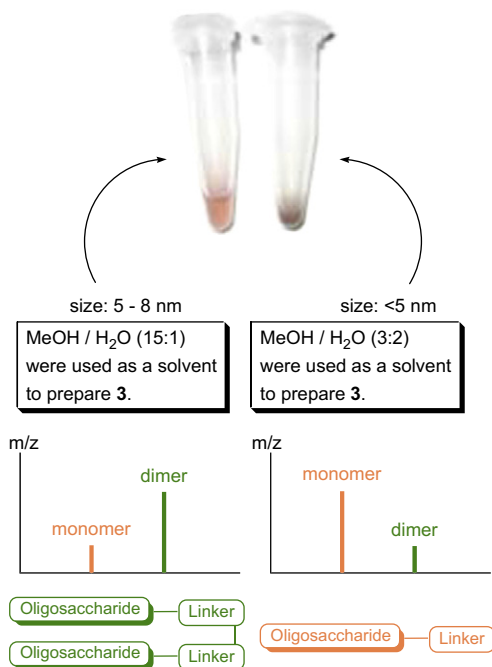 size: 5 - 8 nm
size: <5 nm
MeOH / H₂O (15:1)
were used as a solvent
to prepare 3.
MeOH / H₂O (3:2)
were used as a solvent
to prepare 3.
m/z
monomer
dimer
m/z
monomer
dimer
Oligosaccharide
Linker
Oligosaccharide
Linker
Oligosaccharide
Linker